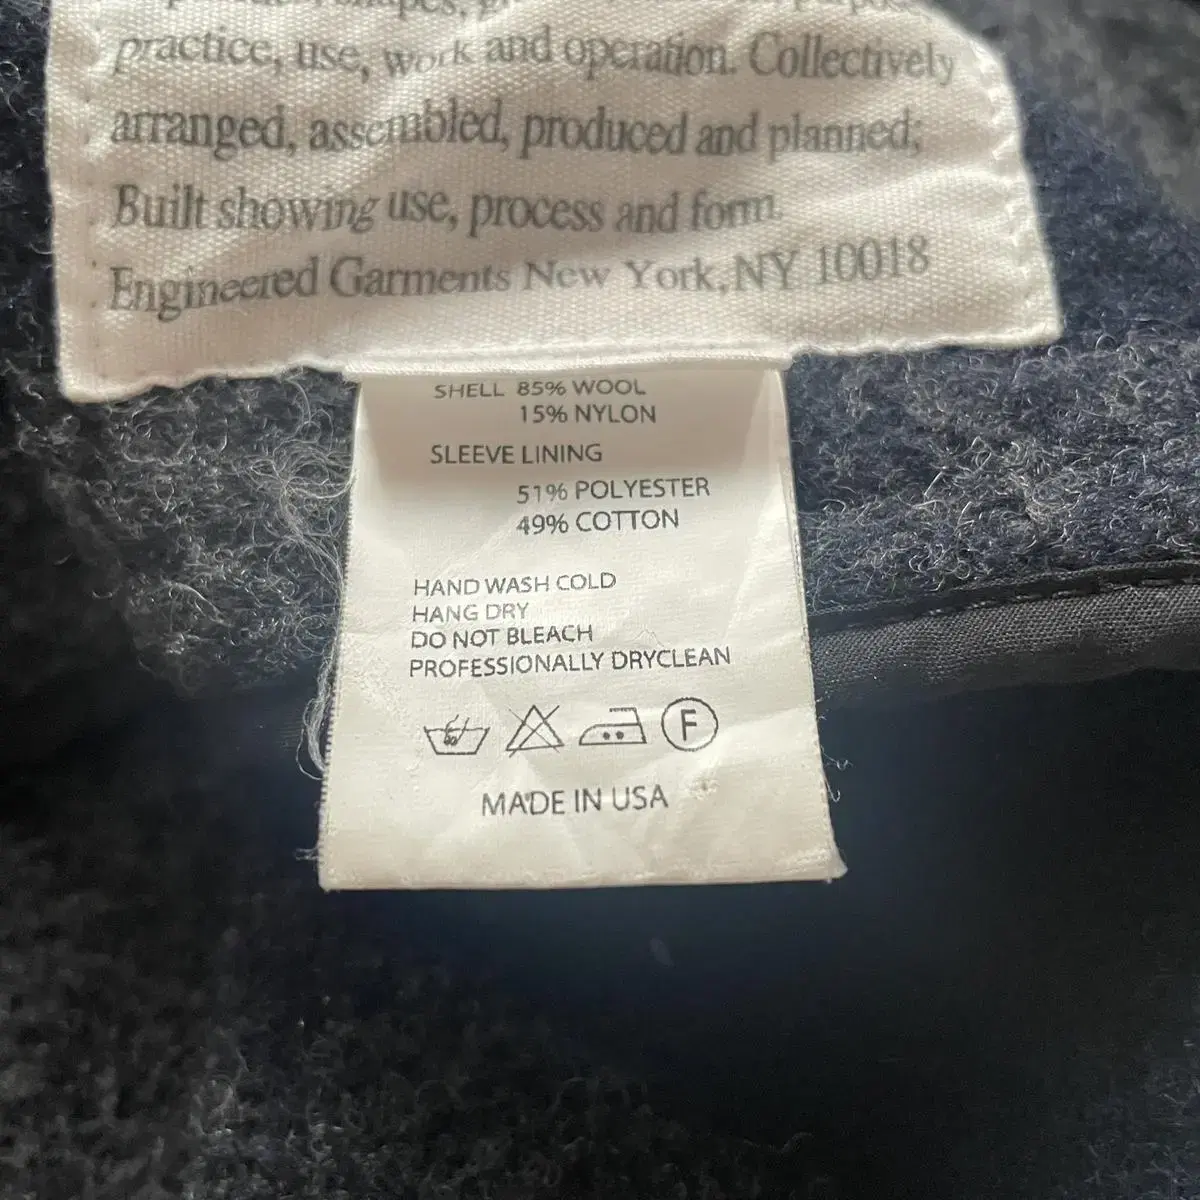 practice, use, work and operation. Collectively
arranged, assembled, produced and planned;
Built showing use, process and form.
Engineered Garments New York, NY 10018
SHELL 85% WOOL
15% NYLON
SLEEVE LINING
51% POLYESTER
49% COTTON
HAND WASH COLD
HANG DRY
DO NOT BLEACH
PROFESSIONALLY DRYCLEAN
F
MADE IN USA